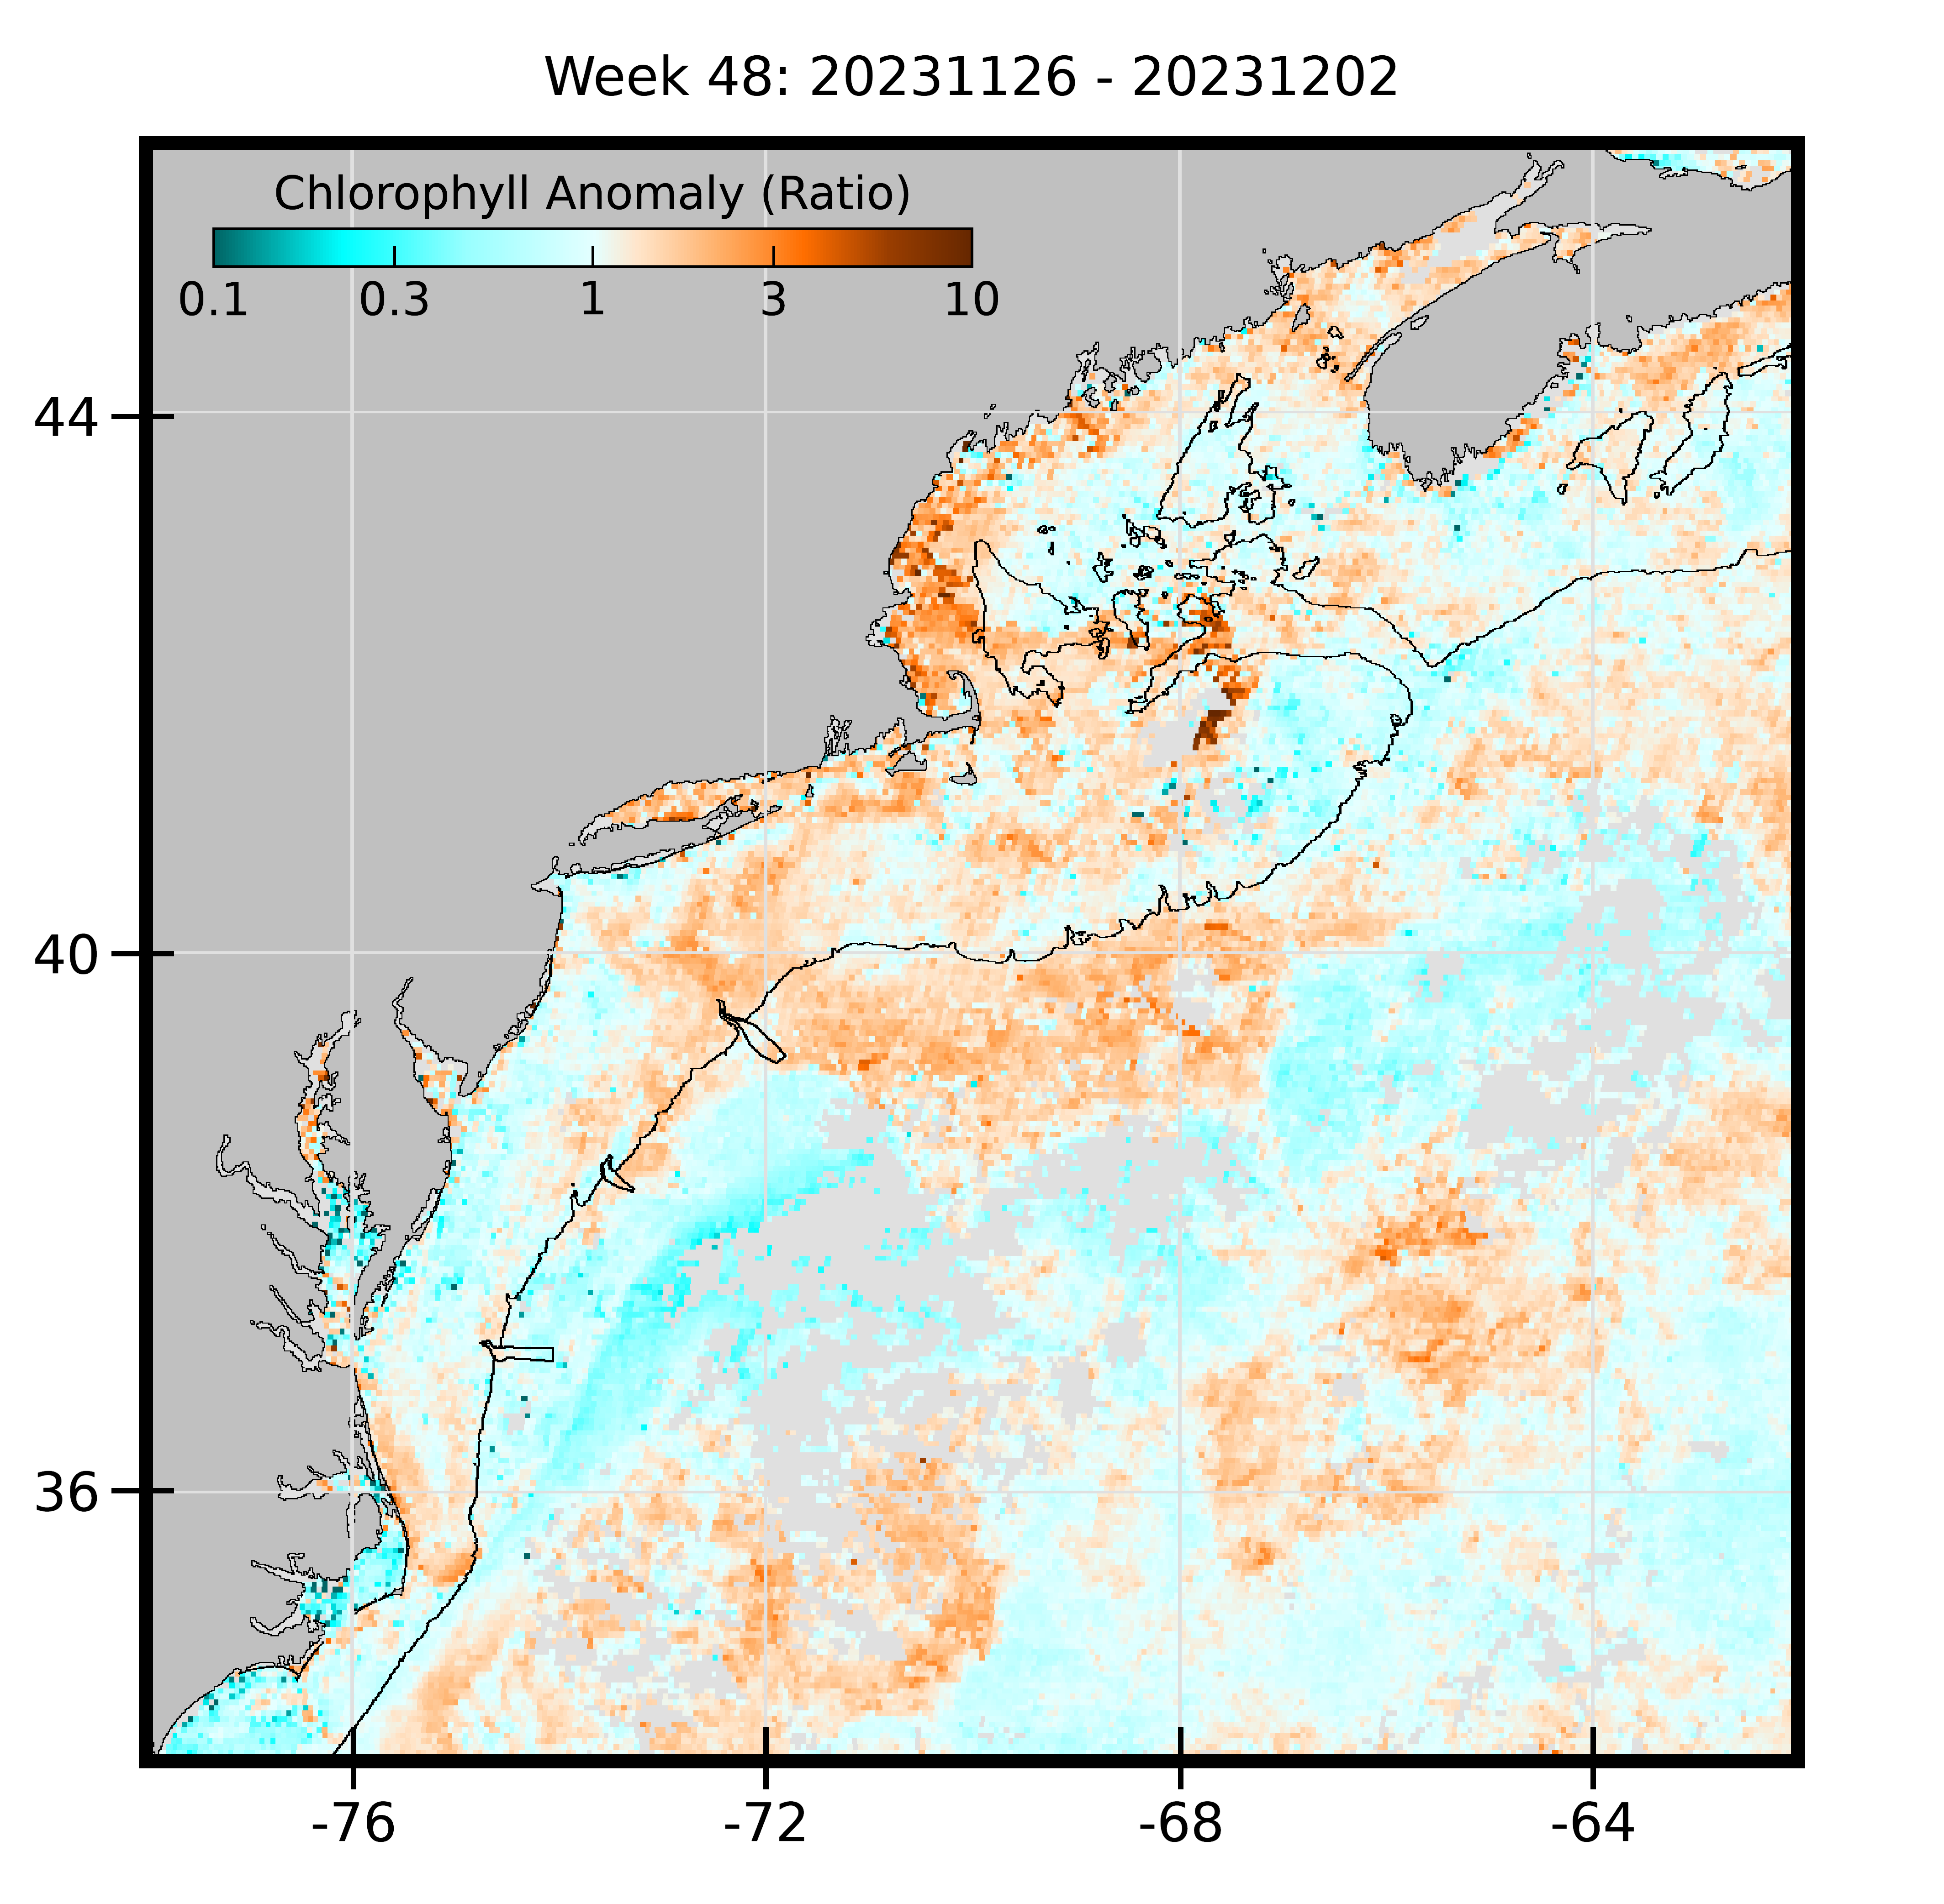 Week 48: 20231126 - 20231202
Chlorophyll Anomaly (Ratio)
0.1 0.3 1 3 10
44
40
36
-76 -72 -68 -64